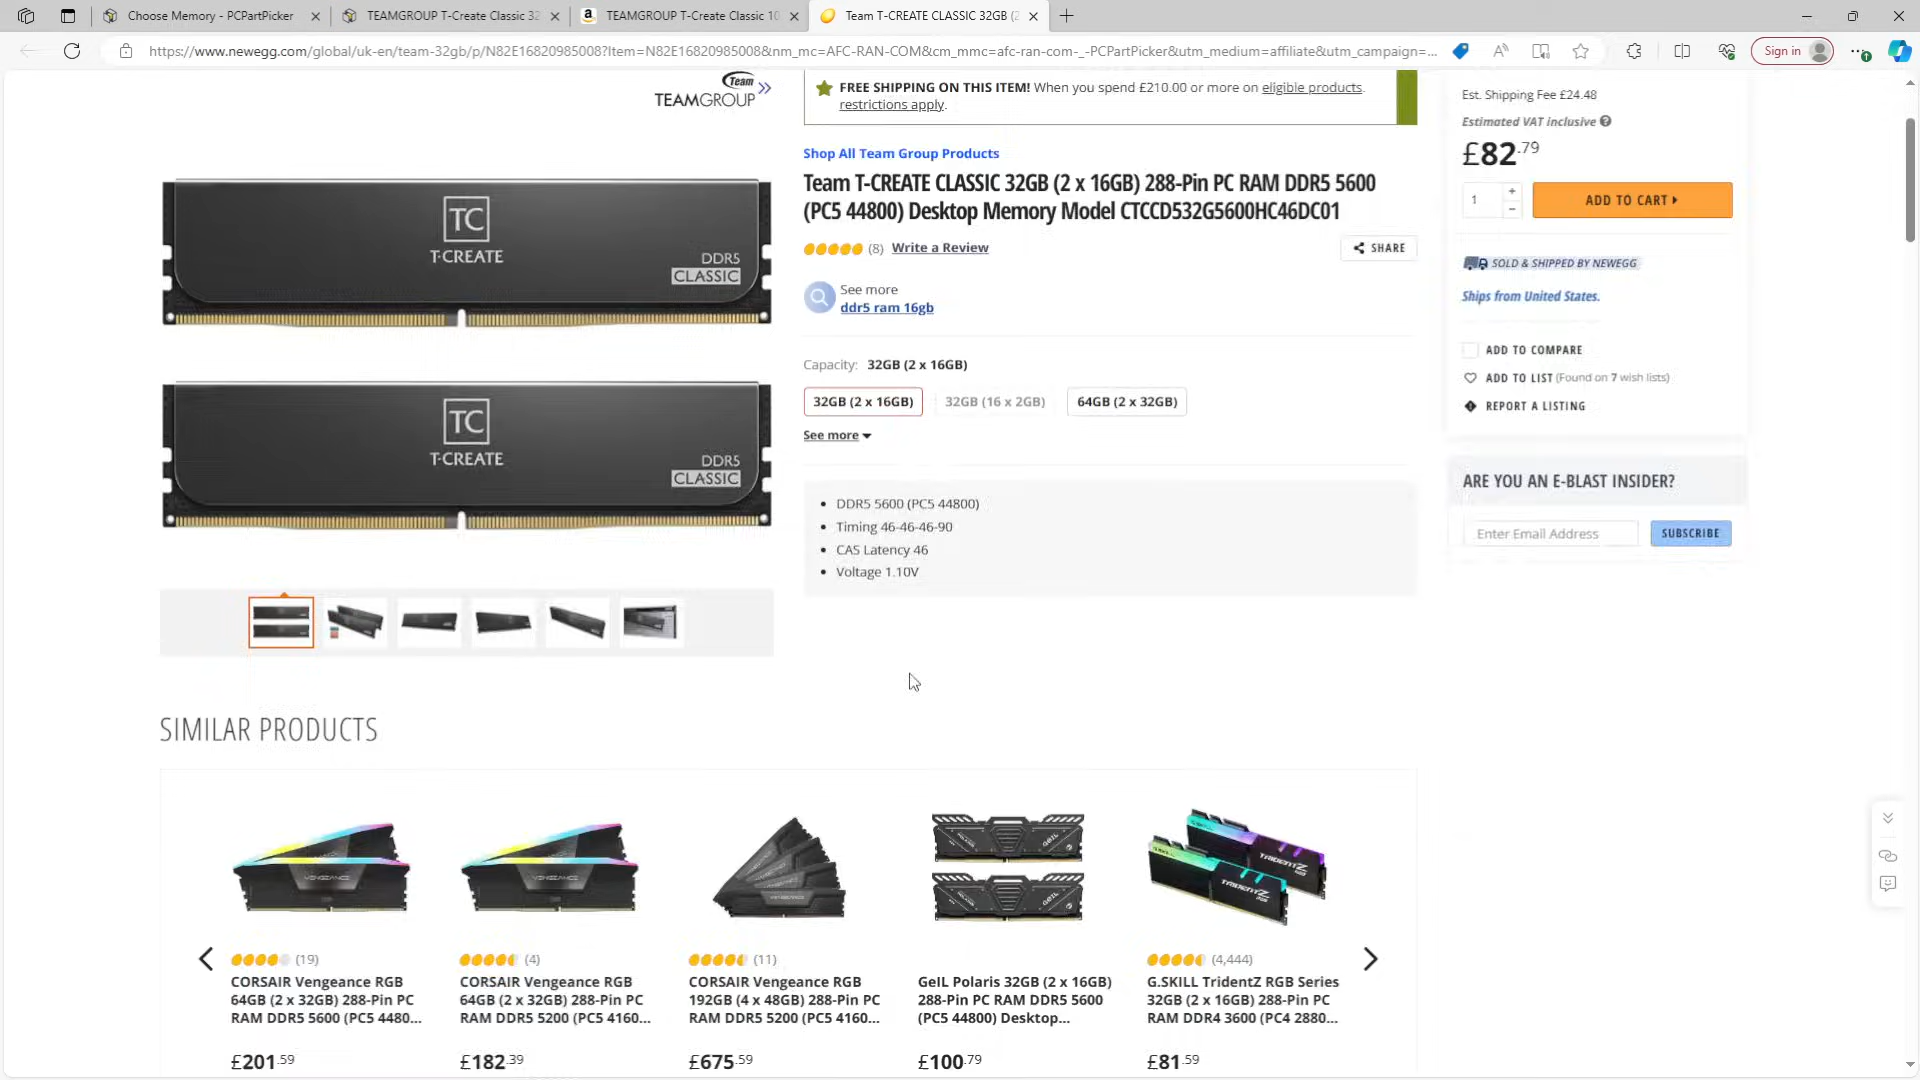 Choose Memory - PCPartPicker
TEAMGROUP T-Create Classic 32
TEAMGROUP T-Create Classic 10
Team T-CREATE CLASSIC 32GB (2
https://www.newegg.com/global/uk-en/team-32gb/p/N82E16820985008?Item=N82E16820985008&nm_mc=AFC-RAN-COM&cm_mmc=afc-ran-com-_-PCPartPicker&utm_medium=affiliate&utm_campaign=...
Sign in
Team
TEAMGROUP
FREE SHIPPING ON THIS ITEM! When you spend £210.00 or more on eligible products.
restrictions apply.
Shop All Team Group Products
Team T-CREATE CLASSIC 32GB (2 x 16GB) 288-Pin PC RAM DDR5 5600
(PC5 44800) Desktop Memory Model CTCCD532G5600HC46DC01
(8) Write a Review
SHARE
See more
ddr5 ram 16gb
Capacity: 32GB (2 x 16GB)
32GB (2 x 16GB) 32GB (16 x 2GB) 64GB (2 x 32GB)
See more
DDR5 5600 (PC5 44800)
Timing 46-46-46-90
CAS Latency 46
Voltage 1.10V
TC
T-CREATE
DDR5
CLASSIC
TC
T-CREATE
DDR5
CLASSIC
Est. Shipping Fee £24.48
Estimated VAT inclusive
£82.79
1
ADD TO CART
SOLD & SHIPPED BY NEWEGG
Ships from United States.
ADD TO COMPARE
ADD TO LIST (Found on 7 wish lists)
REPORT A LISTING
ARE YOU AN E-BLAST INSIDER?
Enter Email Address SUBSCRIBE
SIMILAR PRODUCTS
VENGEANCE
VENGEANCE
VENGEANCE
GEIL
GEIL
TRIDENTZ
TRIDENTZ
(19)
CORSAIR Vengeance RGB
64GB (2 x 32GB) 288-Pin PC
RAM DDR5 5600 (PC5 4480...
£201.59
(4)
CORSAIR Vengeance RGB
64GB (2 x 32GB) 288-Pin PC
RAM DDR5 5200 (PC5 4160...
£182.39
(11)
CORSAIR Vengeance RGB
192GB (4 x 48GB) 288-Pin PC
RAM DDR5 5200 (PC5 4160...
£675.59
GeIL Polaris 32GB (2 x 16GB)
288-Pin PC RAM DDR5 5600
(PC5 44800) Desktop...
£100.79
(4,444)
G.SKILL TridentZ RGB Series
32GB (2 x 16GB) 288-Pin PC
RAM DDR4 3600 (PC4 2880...
£81.59